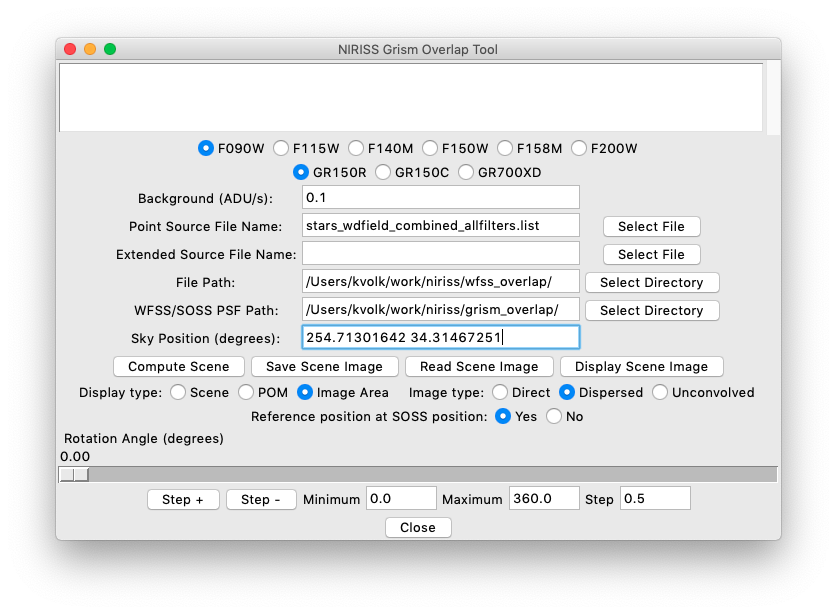 NIRISS Grism Overlap Tool
F090W F115W F140M F150W F158M F200W
GR150R GR150C GR700XD
Background (ADU/s): 0.1
Point Source File Name: stars_wdfield_combined_allfilters.list Select File
Extended Source File Name: Select File
File Path: /Users/kvolk/work/niriss/wfss_overlap/ Select Directory
WFSS/SOSS PSF Path: /Users/kvolk/work/niriss/grism_overlap/ Select Directory
Sky Position (degrees): 254.71301642 34.31467251
Compute Scene Save Scene Image Read Scene Image Display Scene Image
Display type: Scene POM Image Area Image type: Direct Dispersed Unconvolved
Reference position at SOSS position: Yes No
Rotation Angle (degrees)
0.00
Step + Step - Minimum 0.0 Maximum 360.0 Step 0.5
Close